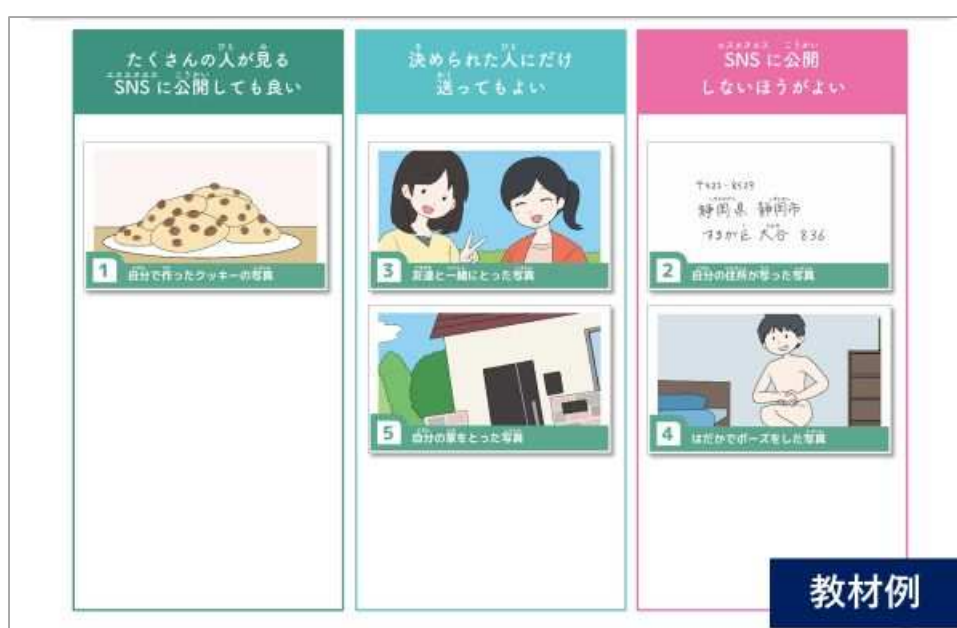 たくさんの人が見る
SNSに公開しても良い
1 自分で作ったクッキーの写真
決められた人にだけ
送ってもよい
3 友達と一緒にとった写真
5 自分の家をとった写真
SNSに公開
しないほうがよい
静岡県 静岡市
するが区 大谷 836
2 自分の住所が写った写真
4 はだかでポーズをした写真
教材例